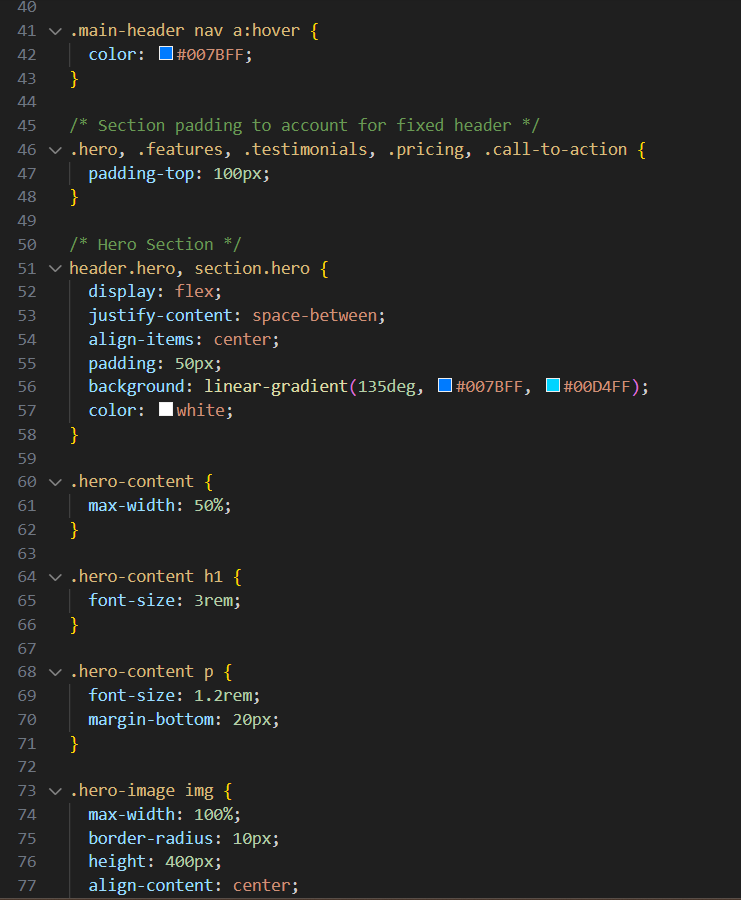 40
41 .main-header nav a:hover {
42 color: #007BFF;
43 }
44
45 /* Section padding to account for fixed header */
46 .hero, .features, .testimonials, .pricing, .call-to-action {
47 padding-top: 100px;
48 }
49
50 /* Hero Section */
51 header.hero, section.hero {
52 display: flex;
53 justify-content: space-between;
54 align-items: center;
55 padding: 50px;
56 background: linear-gradient(135deg, #007BFF, #00D4FF);
57 color: white;
58 }
59
60 .hero-content {
61 max-width: 50%;
62 }
63
64 .hero-content h1 {
65 font-size: 3rem;
66 }
67
68 .hero-content p {
69 font-size: 1.2rem;
70 margin-bottom: 20px;
71 }
72
73 .hero-image img {
74 max-width: 100%;
75 border-radius: 10px;
76 height: 400px;
77 align-content: center;